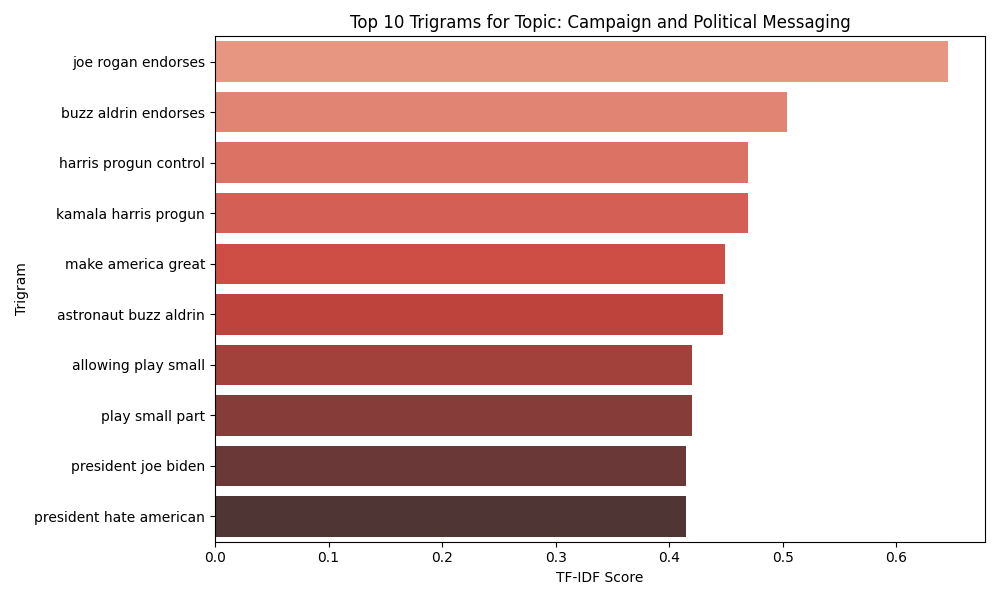 Top 10 Trigrams for Topic: Campaign and Political Messaging
joe rogan endorses
buzz aldrin endorses
harris progun control
kamala harris progun
make america great
astronaut buzz aldrin
allowing play small
play small part
president joe biden
president hate american
Trigram
0.0 0.1 0.2 0.3 0.4 0.5 0.6
TF-IDF Score